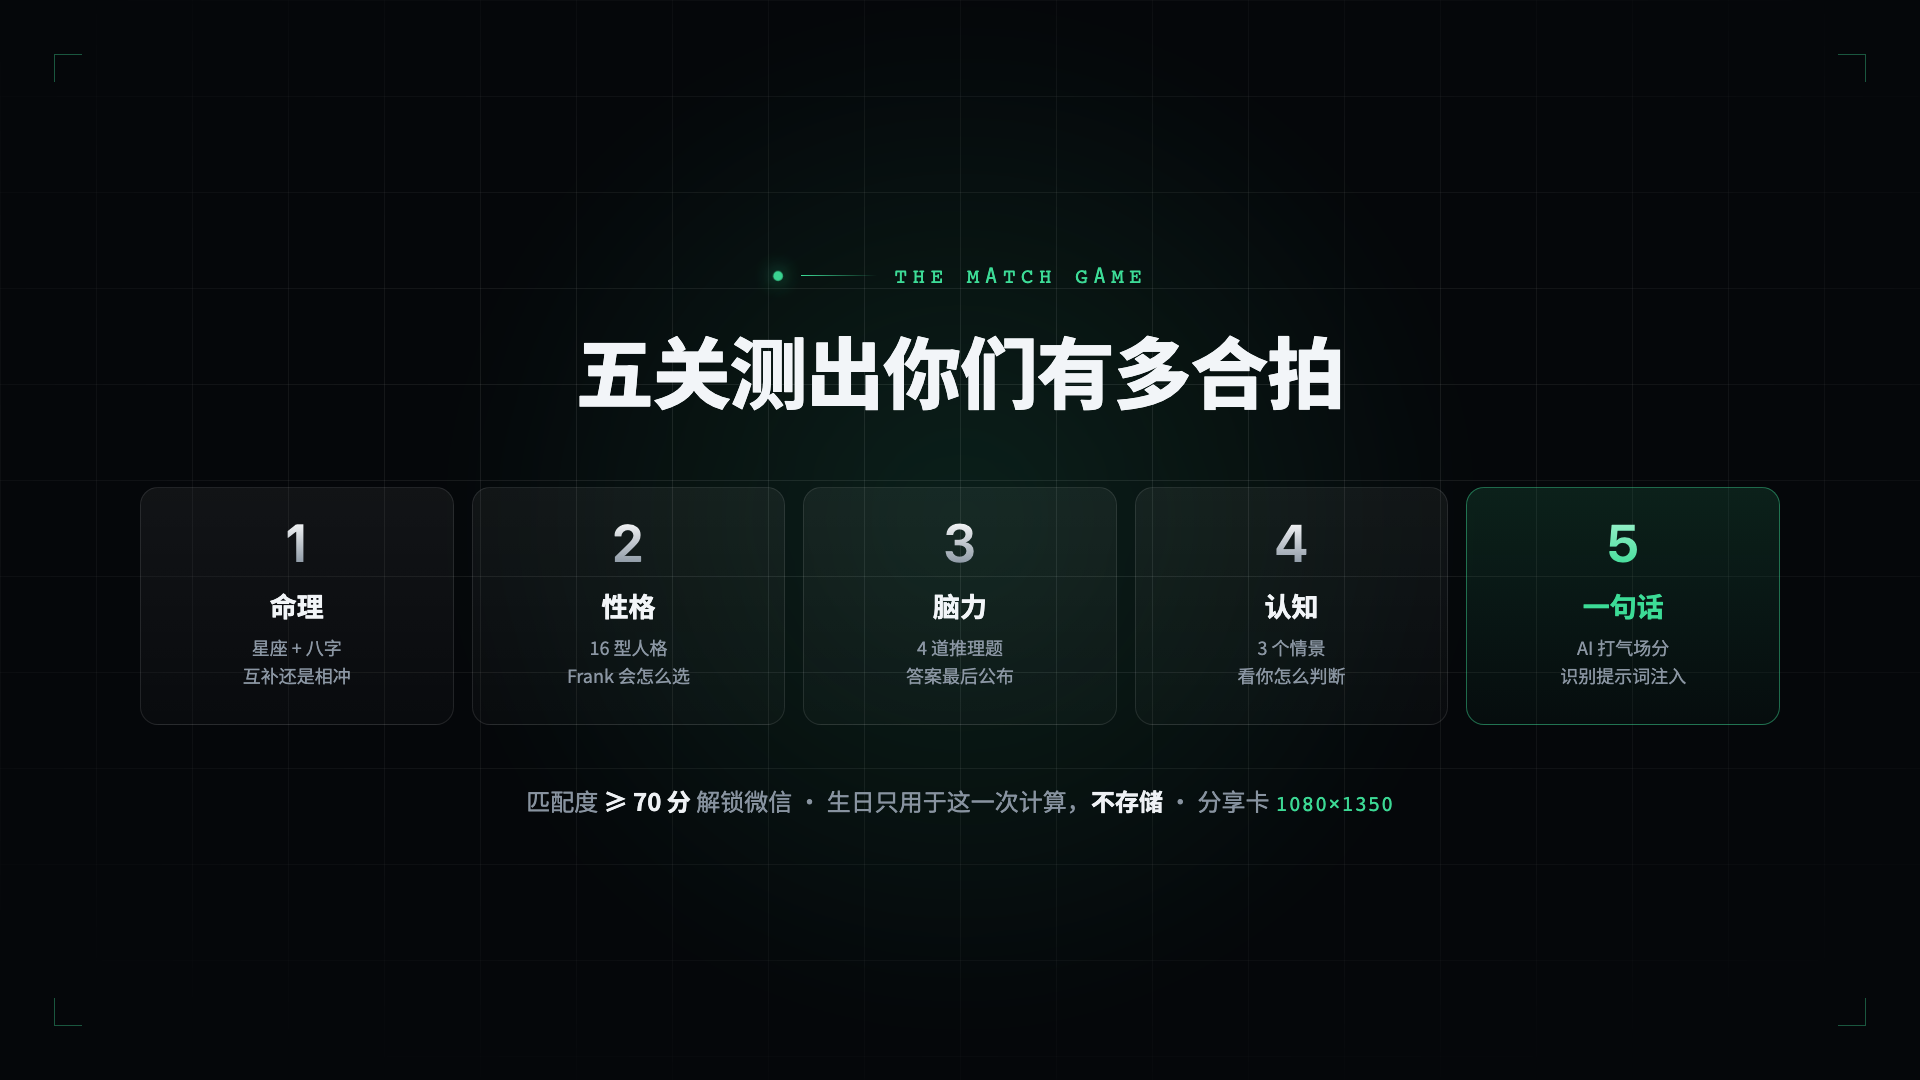 THE MATCH GAME
五关测出你们有多合拍
1
命理
星座 + 八字
互补还是相冲
2
性格
16 型人格
Frank 会怎么选
3
脑力
4 道推理题
答案最后公布
4
认知
3 个情景
看你怎么判断
5
一句话
AI 打气场分
识别提示词注入
匹配度 ≥ 70 分 解锁微信 · 生日只用于这一次计算，不存储 · 分享卡 1080×1350